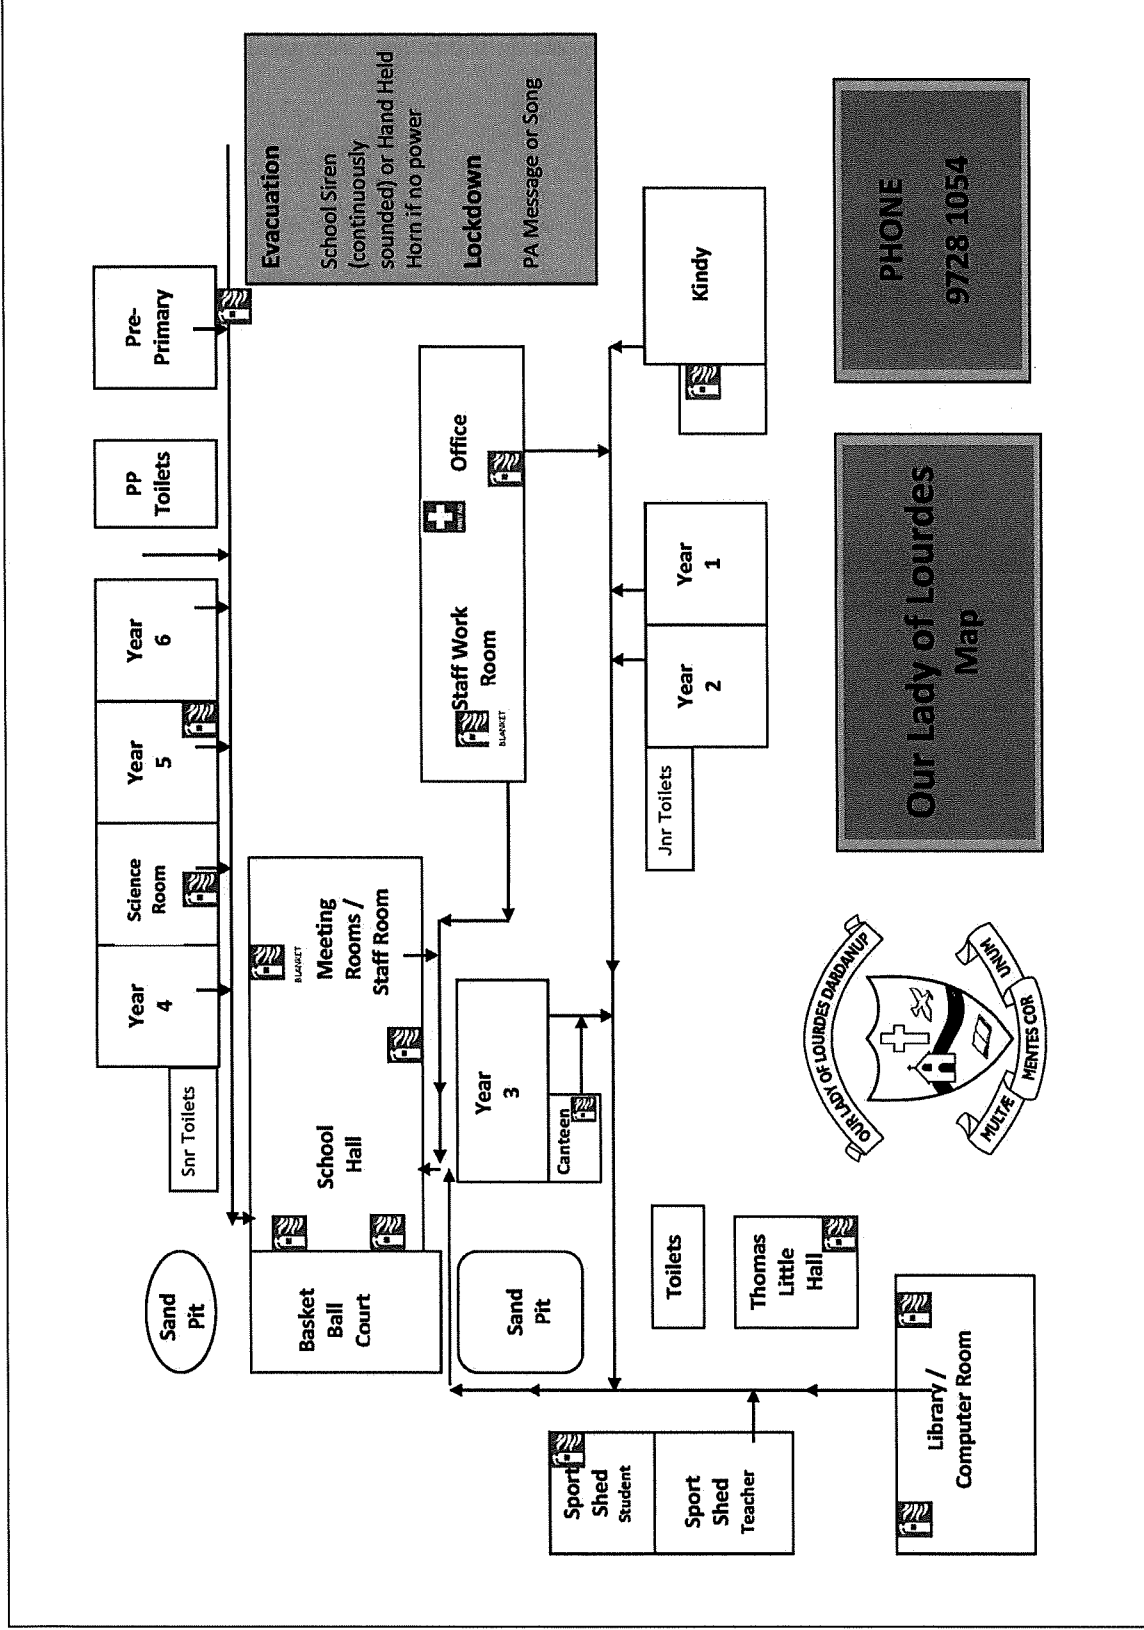 Sand
Pit
Snr Toilets
Year
4
Science
Room
Year
5
Year
6
PP
Toilets
Pre-
Primary
Basket
Ball
Court
School
Hall
BLANKET
Meeting
Rooms /
Staff Room
Evacuation
School Siren
(continuously
sounded) or Hand Held
Horn if no power
Lockdown
PA Message or Song
Sand
Pit
Year
3
Canteen
Staff Work
Room
BLANKET
Office
FIRST AID
Sport
Shed
Student
Sport
Shed
Teacher
Toilets
Thomas
Little
Hall
Jnr Toilets
Year
2
Year
1
Kindy
Library /
Computer Room
OUR LADY OF LOURDES DARDANUP
MULTÆ MENTES COR UNUM
Our Lady of Lourdes
Map
PHONE
9728 1054